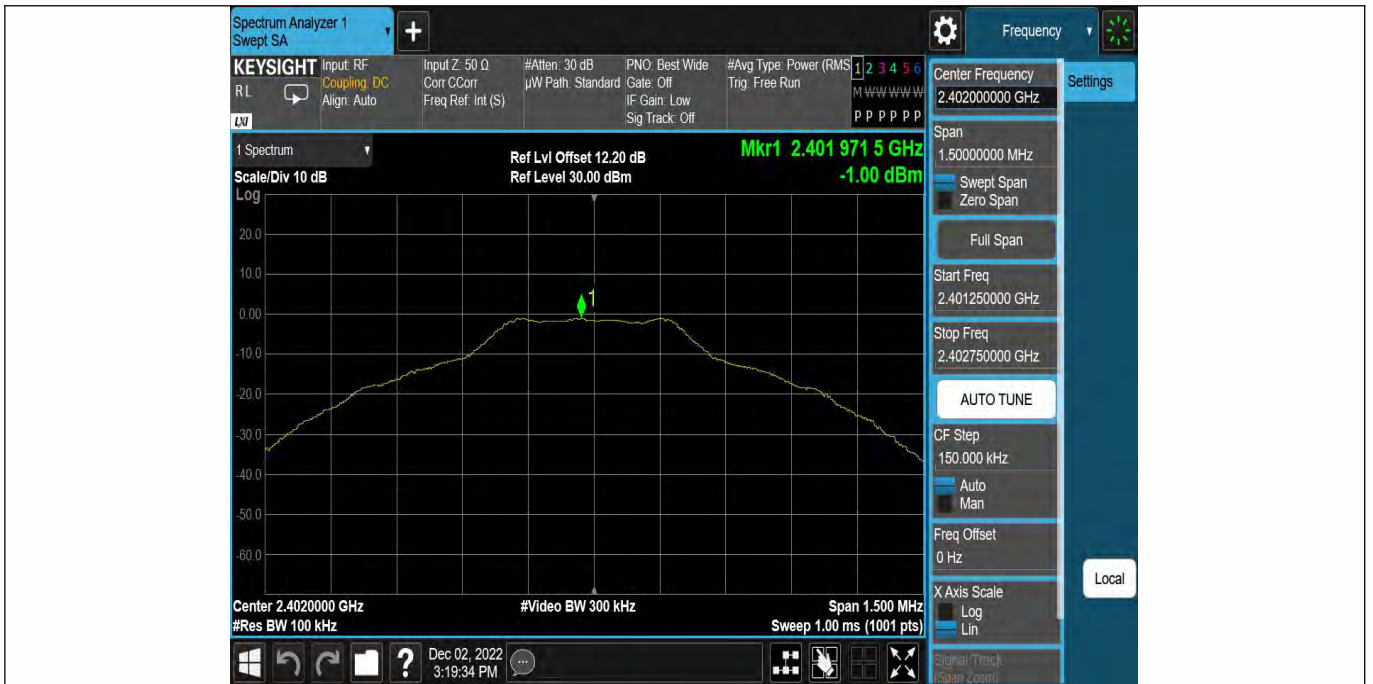 Spectrum Analyzer 1
Swept SA
+
Frequency
KEYSIGHT
RL
LXI
Input: RF
Coupling: DC
Align: Auto
Input Z: 50 Ω
Corr CCorr
Freq Ref: Int (S)
#Atten: 30 dB
µW Path: Standard
PNO: Best Wide
Gate: Off
IF Gain: Low
Sig Track: Off
#Avg Type: Power (RMS
Trig: Free Run
1 2 3 4 5 6
M W W W W W
P P P P P P
1 Spectrum
Scale/Div 10 dB
Log
Ref Lvl Offset 12.20 dB
Ref Level 30.00 dBm
Mkr1 2.401 971 5 GHz
-1.00 dBm
20.0
10.0
0.00
-10.0
-20.0
-30.0
-40.0
-50.0
-60.0
1
Center 2.4020000 GHz
#Res BW 100 kHz
#Video BW 300 kHz
Span 1.500 MHz
Sweep 1.00 ms (1001 pts)
Dec 02, 2022
3:19:34 PM
Center Frequency
2.402000000 GHz
Span
1.50000000 MHz
Swept Span
Zero Span
Full Span
Start Freq
2.401250000 GHz
Stop Freq
2.402750000 GHz
AUTO TUNE
CF Step
150.000 kHz
Auto
Man
Freq Offset
0 Hz
X Axis Scale
Log
Lin
Signal Track
(Span Zoom)
Settings
Local